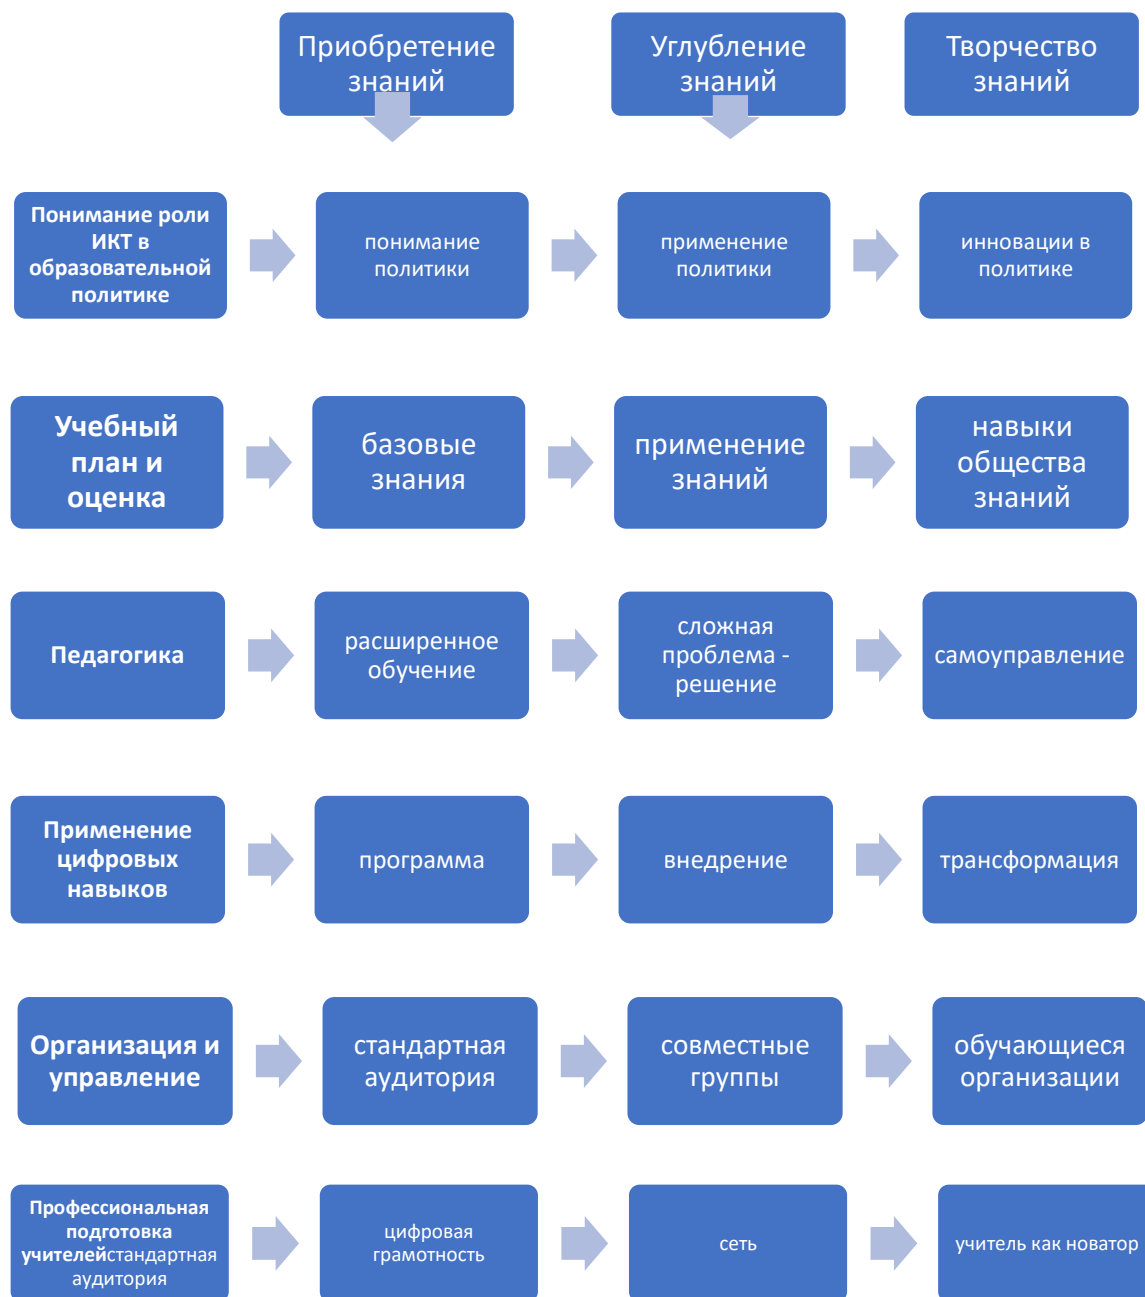 Приобретение
знаний
Углубление
знаний
Творчество
знаний
Понимание роли
ИКТ в
образовательной
политике
понимание
политики
применение
политики
инновации в
политике
Учебный
план и
оценка
базовые
знания
применение
знаний
навыки
общества
знаний
Педагогика
расширенное
обучение
сложная
проблема -
решение
самоуправление
Применение
цифровых
навыков
программа
внедрение
трансформация
Организация и
управление
стандартная
аудитория
совместные
группы
обучающиеся
организации
Профессиональная
подготовка
учителейстандартная
аудитория
цифровая
грамотность
сеть
учитель как новатор